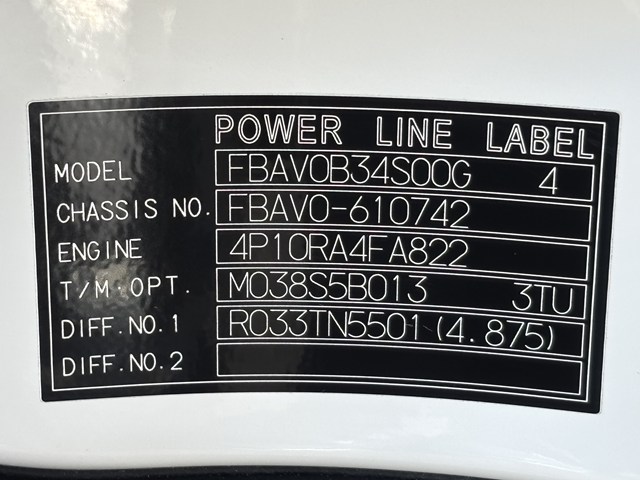 POWER LINE LABEL
MODEL FBAV0B34S00G 4
CHASSIS NO. FBAV0-610742
ENGINE 4P10RA4FA822
T/M·OPT. M038S5B013 3TU
DIFF.NO.1 R033TN5501(4.875)
DIFF.NO.2